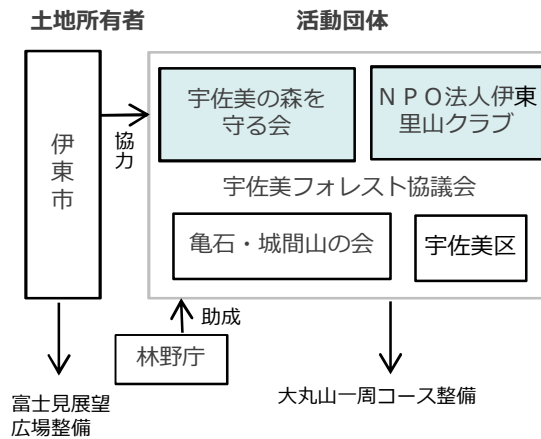 土地所有者
活動団体
伊東市
協力
宇佐美の森を
守る会
ＮＰＯ法人伊東
里山クラブ
宇佐美フォレスト協議会
亀石・城間山の会
宇佐美区
助成
林野庁
富士見展望
広場整備
大丸山一周コース整備